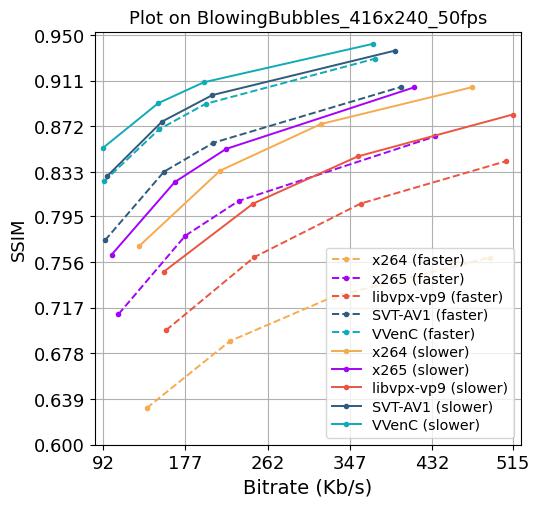 Plot on BlowingBubbles_416x240_50fps
SSIM
0.950
0.911
0.872
0.833
0.795
0.756
0.717
0.678
0.639
0.600
x264 (faster)
x265 (faster)
libvpx-vp9 (faster)
SVT-AV1 (faster)
VVenC (faster)
x264 (slower)
x265 (slower)
libvpx-vp9 (slower)
SVT-AV1 (slower)
VVenC (slower)
92 177 262 347 432 515
Bitrate (Kb/s)